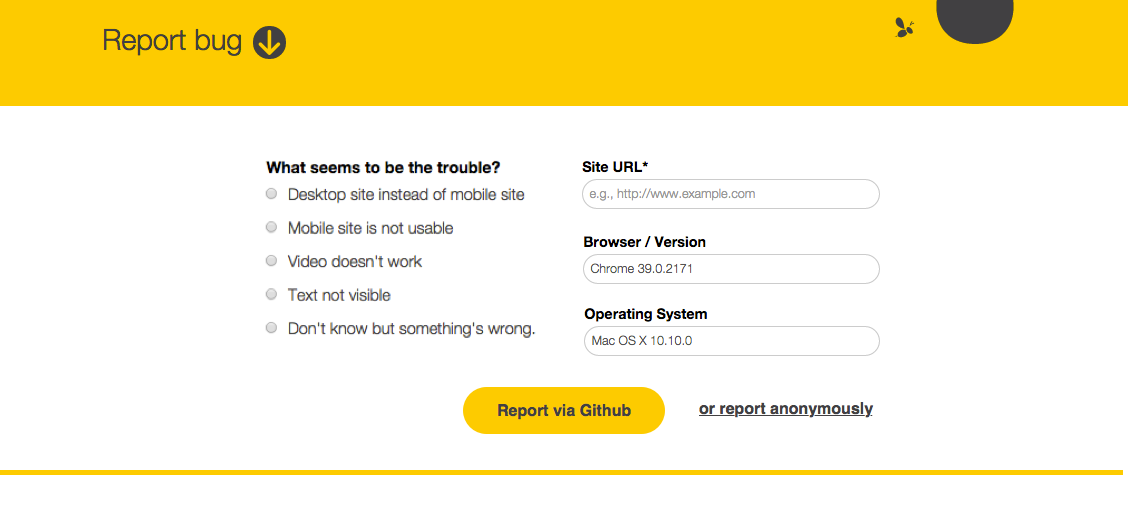 Report bug
What seems to be the trouble?
Desktop site instead of mobile site
Mobile site is not usable
Video doesn't work
Text not visible
Don't know but something's wrong.
Site URL*
e.g., http://www.example.com
Browser / Version
Chrome 39.0.2171
Operating System
Mac OS X 10.10.0
Report via Github
or report anonymously